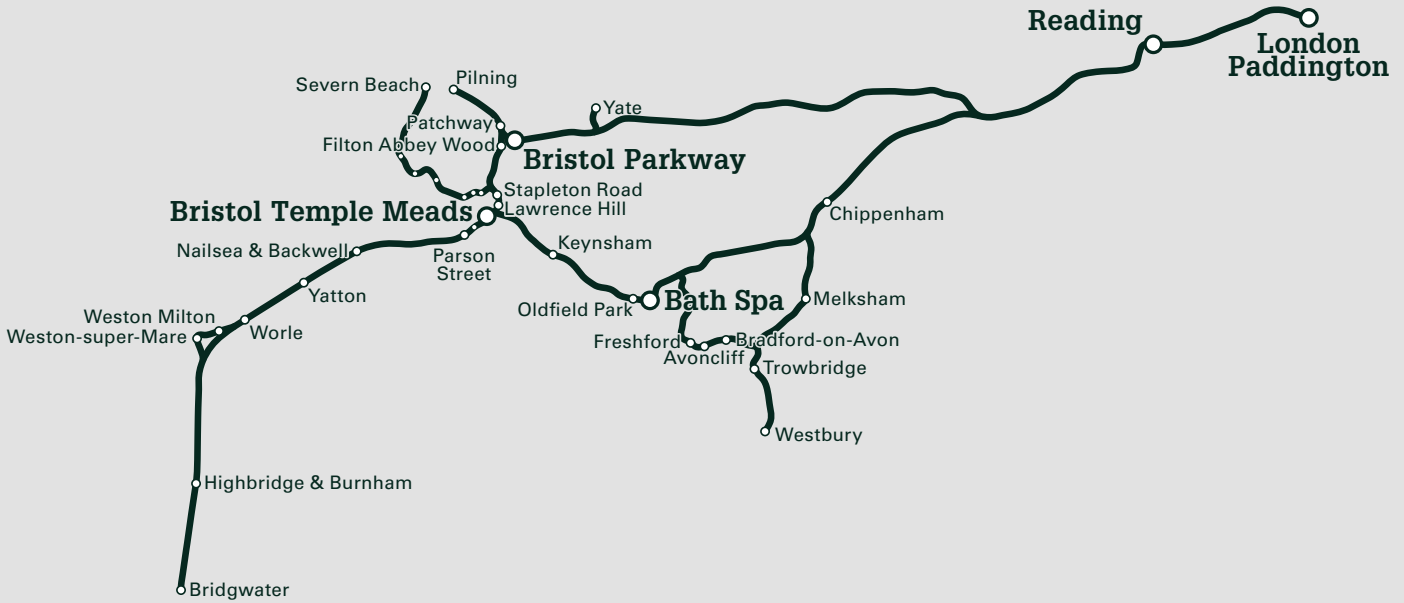 Reading
London
Paddington
Severn Beach
Pilning
Yate
Patchway
Filton Abbey Wood
Bristol Parkway
Stapleton Road
Bristol Temple Meads
Lawrence Hill
Chippenham
Nailsea & Backwell
Keynsham
Parson
Street
Yatton
Oldfield Park
Bath Spa
Melksham
Weston Milton
Weston-super-Mare
Worle
Freshford
Bradford-on-Avon
Avoncliff
Trowbridge
Westbury
Highbridge & Burnham
Bridgwater